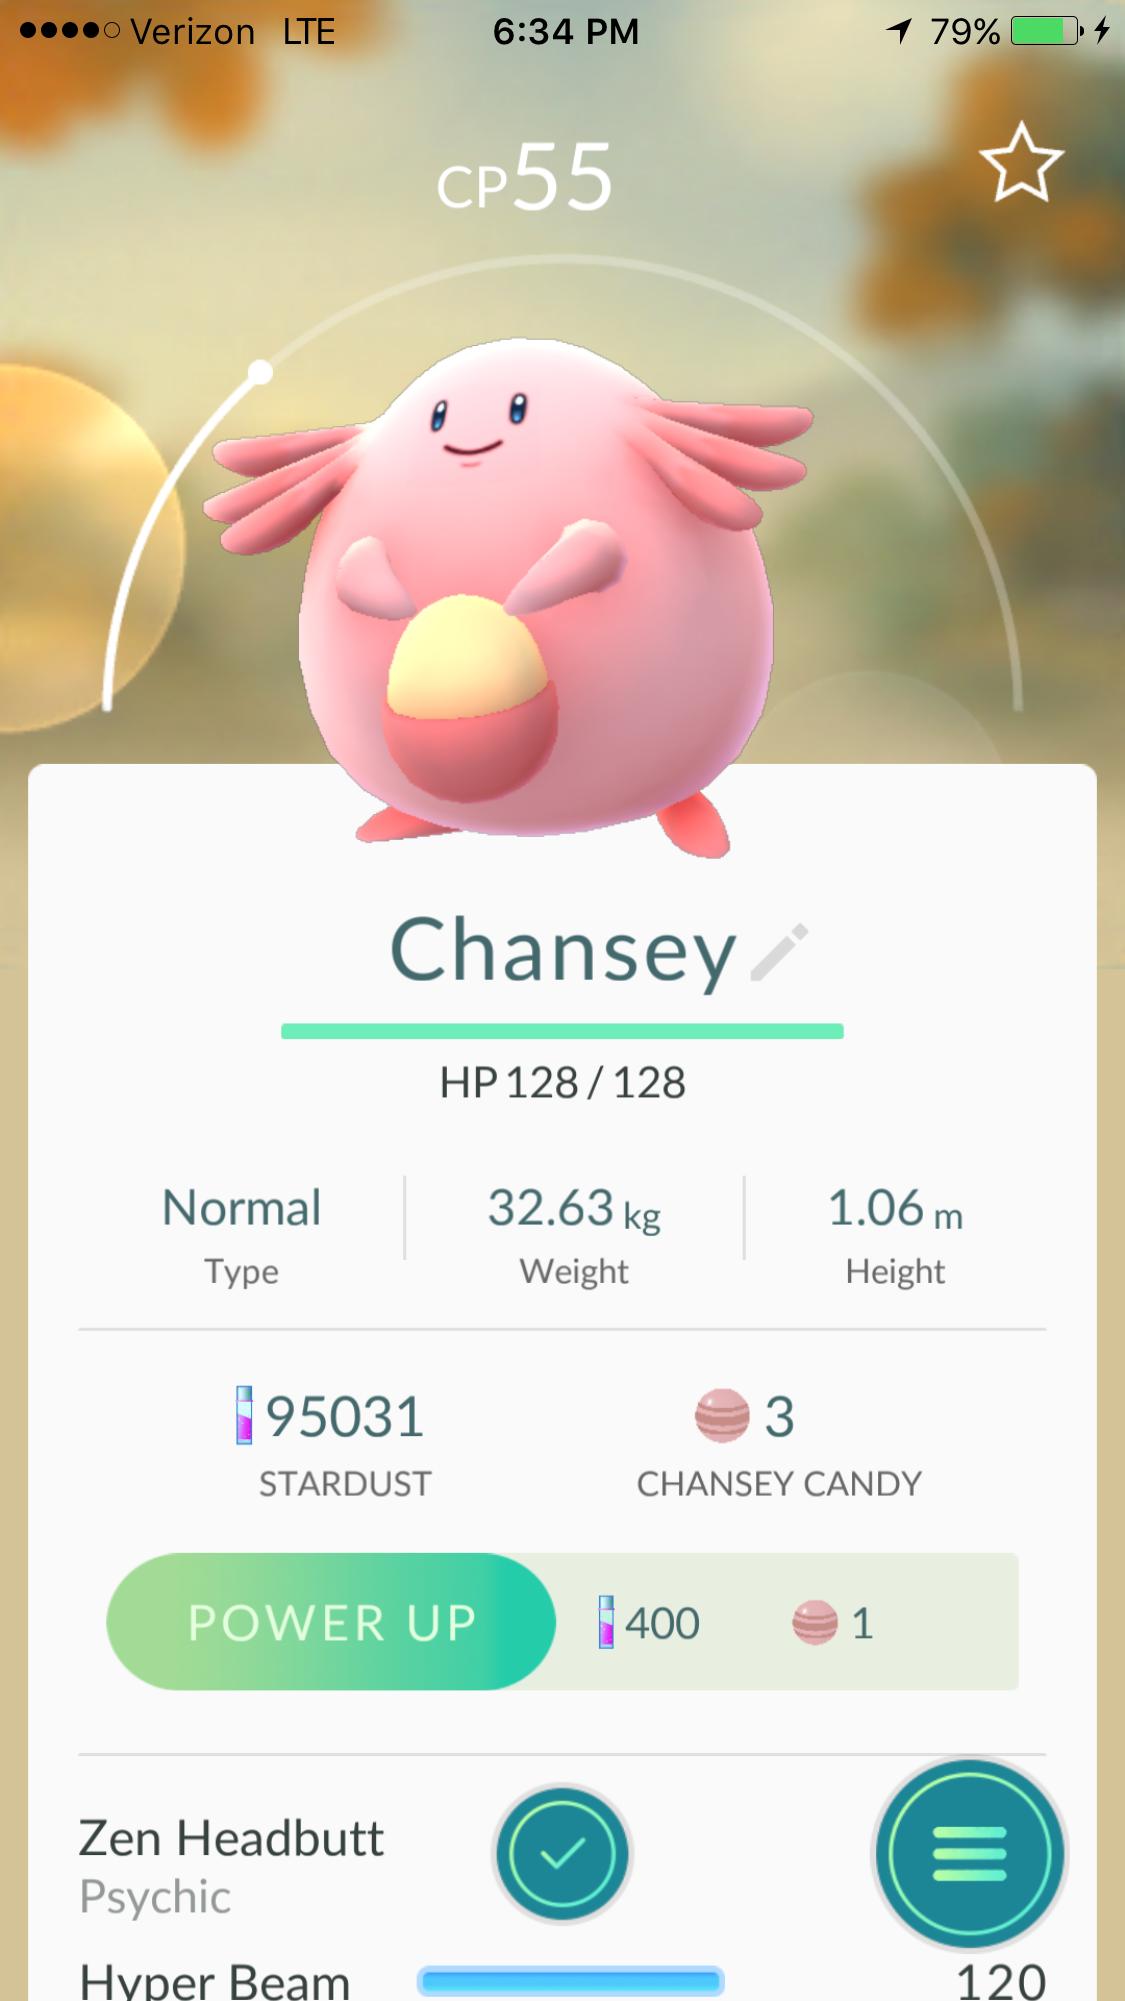 Verizon LTE 6:34 PM 79%
CP55
Chansey
HP 128 / 128
Normal 32.63 kg 1.06 m
Type Weight Height
95031 3
STARDUST CHANSEY CANDY
POWER UP 400 1
Zen Headbutt
Psychic
Hyper Beam 120